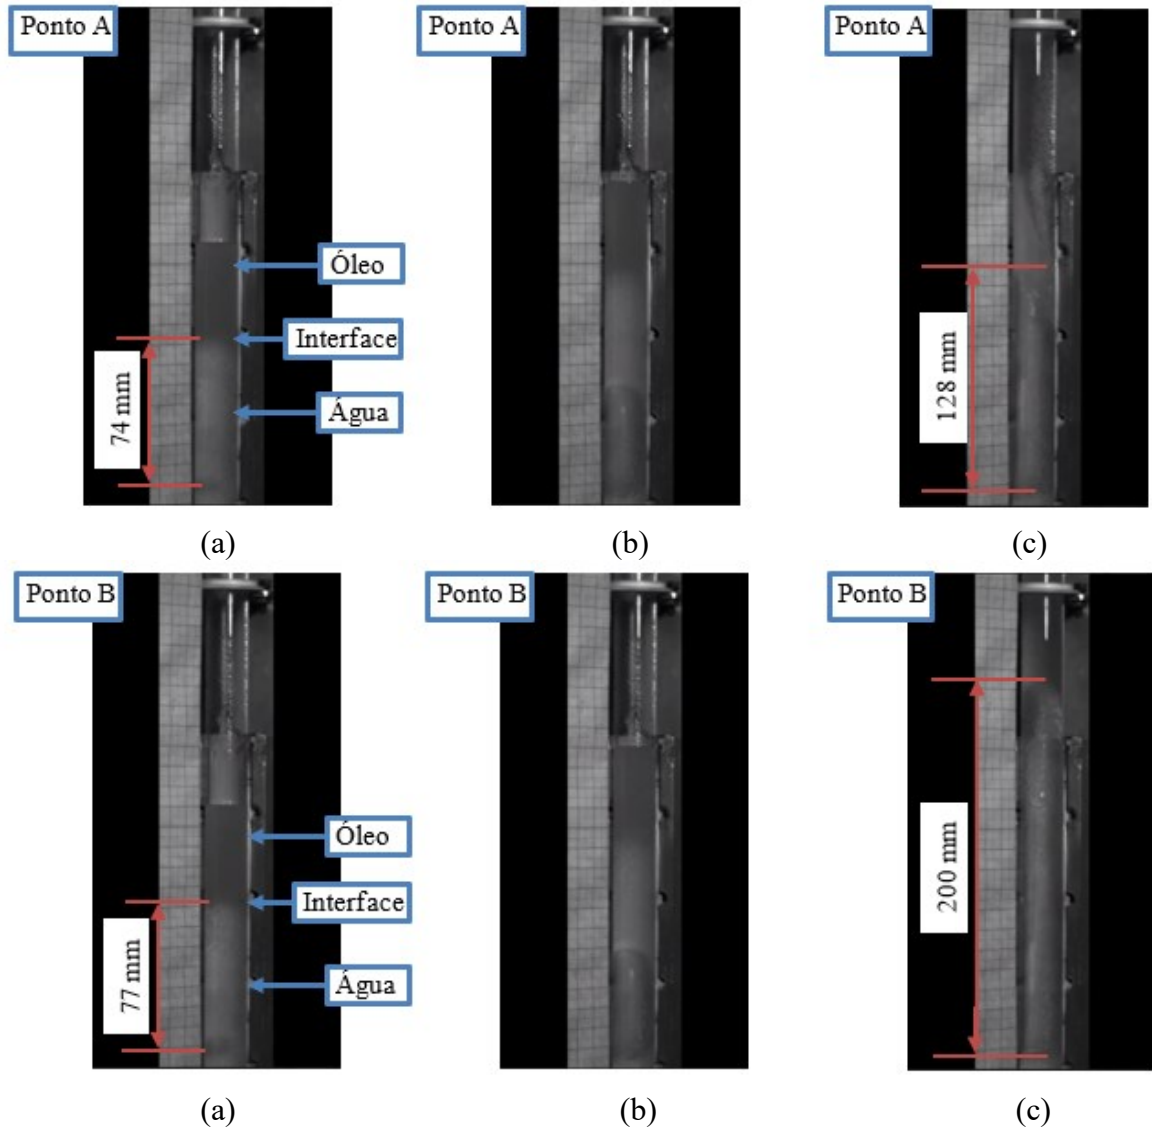 Ponto A
Ponto A
Ponto A
Óleo
Interface
Água
74 mm
128 mm
(a)
(b)
(c)
Ponto B
Ponto B
Ponto B
Óleo
Interface
Água
77 mm
200 mm
(a)
(b)
(c)